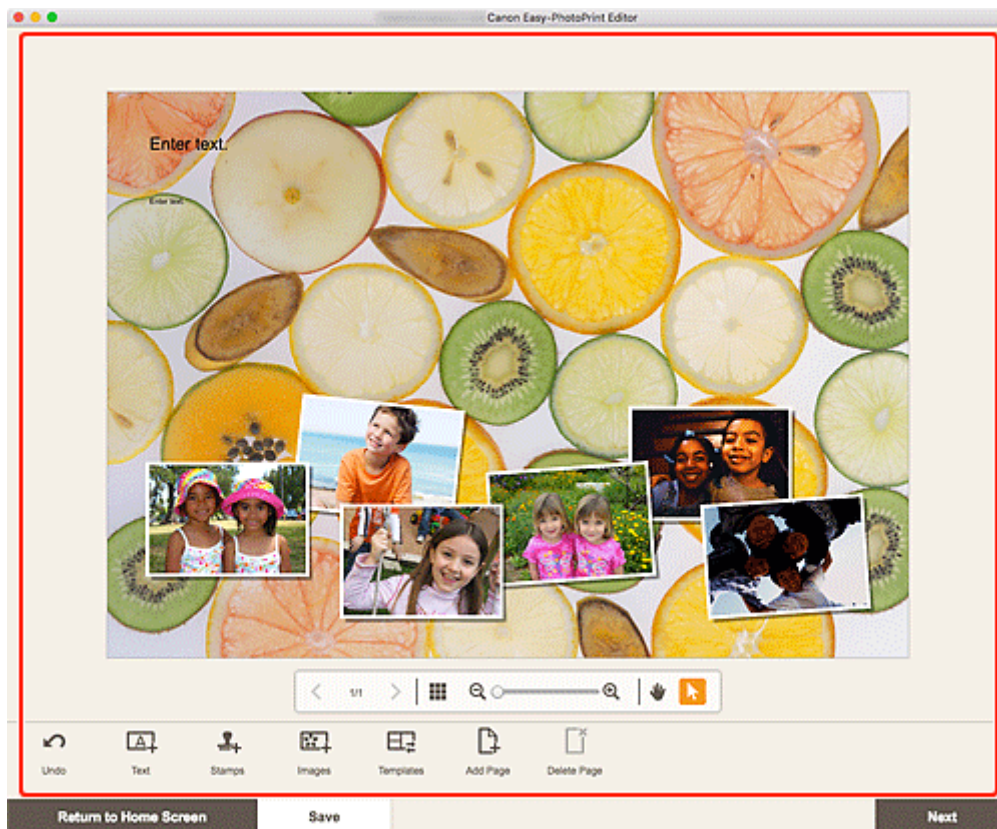 Canon Easy-PhotoPrint Editor
Enter text.
Enter text.
1/1
Undo
Text
Stamps
Images
Templates
Add Page
Delete Page
Return to Home Screen
Save
Next